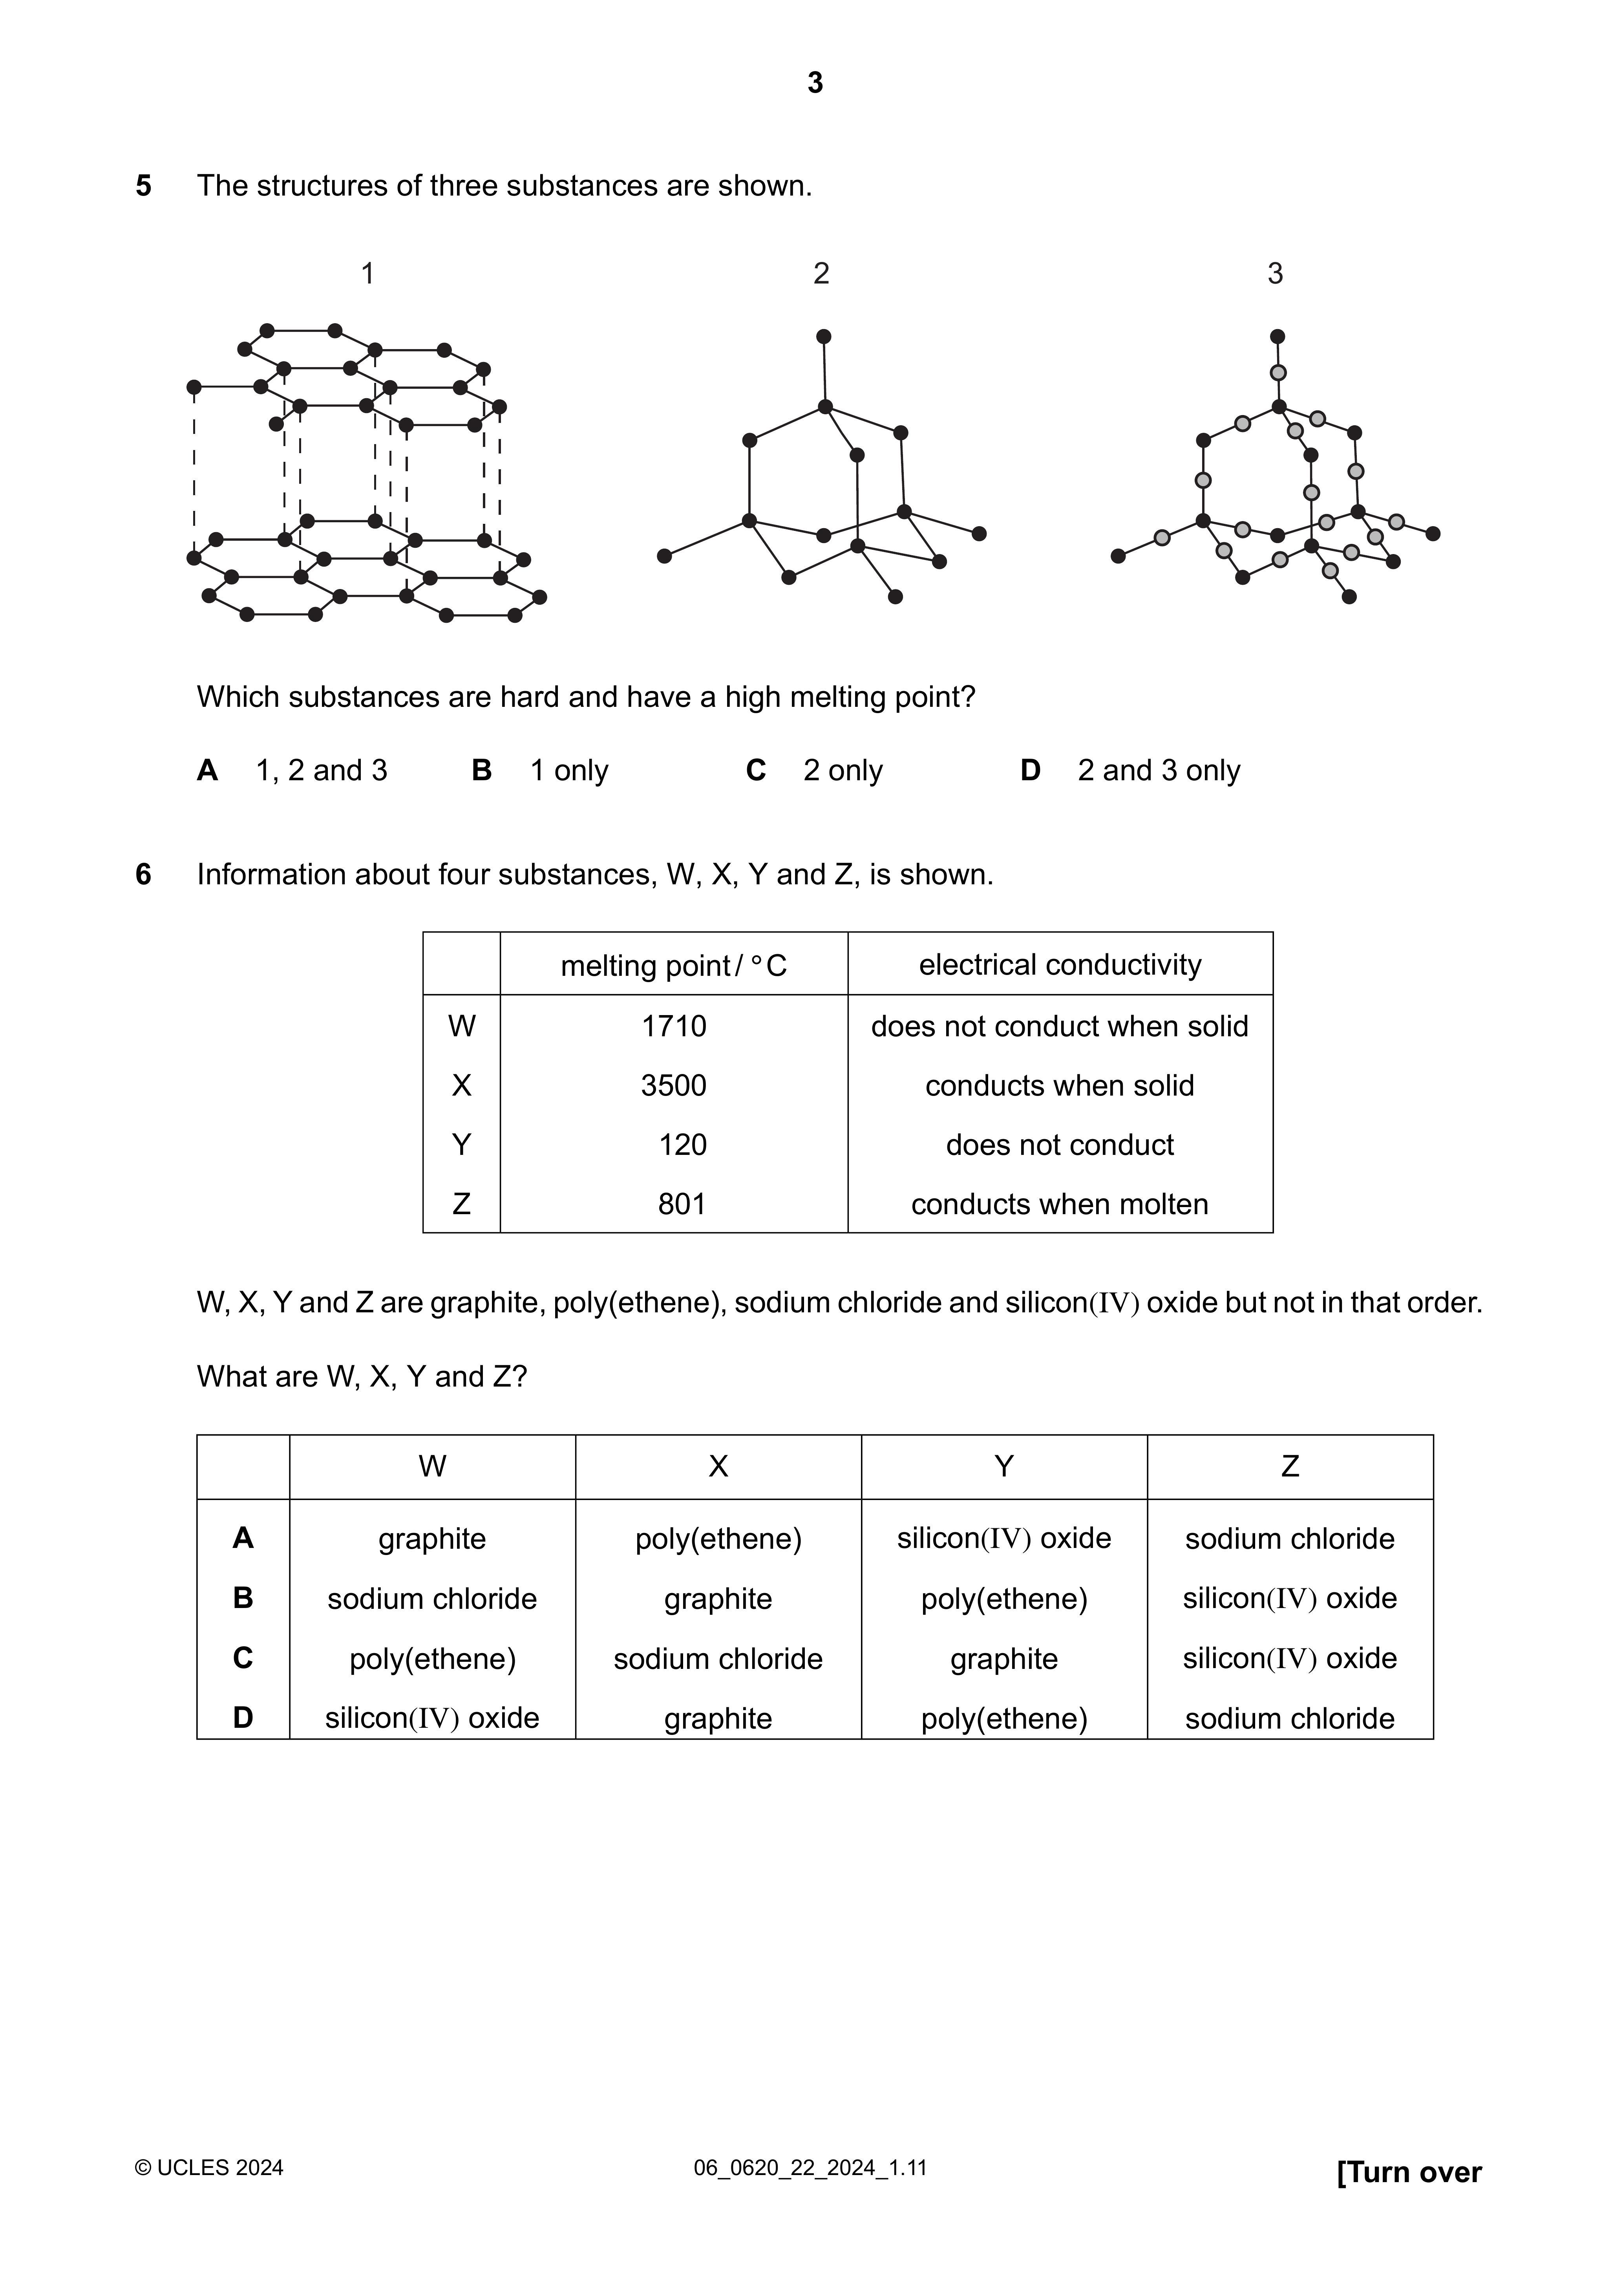 3
5 The structures of three substances are shown.
1 2 3
Which substances are hard and have a high melting point?
A 1, 2 and 3 B 1 only C 2 only D 2 and 3 only
6 Information about four substances, W, X, Y and Z, is shown.
melting point / °C electrical conductivity
W 1710 does not conduct when solid
X 3500 conducts when solid
Y 120 does not conduct
Z 801 conducts when molten
W, X, Y and Z are graphite, poly(ethene), sodium chloride and silicon(IV) oxide but not in that order.
What are W, X, Y and Z?
W X Y Z
A graphite poly(ethene) silicon(IV) oxide sodium chloride
B sodium chloride graphite poly(ethene) silicon(IV) oxide
C poly(ethene) sodium chloride graphite silicon(IV) oxide
D silicon(IV) oxide graphite poly(ethene) sodium chloride
© UCLES 2024 06_0620_22_2024_1.11 [Turn over